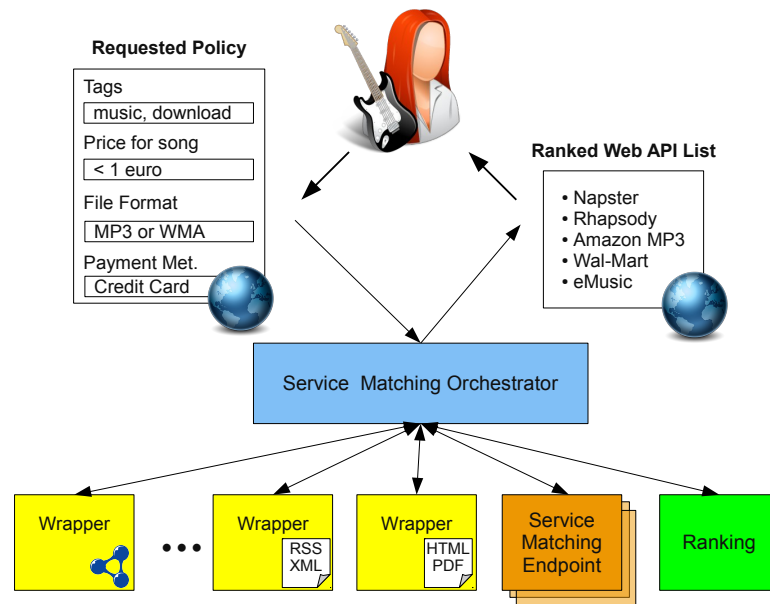 Requested Policy
Tags
music, download
Price for song
< 1 euro
File Format
MP3 or WMA
Payment Met.
Credit Card
Ranked Web API List
• Napster
• Rhapsody
• Amazon MP3
• Wal-Mart
• eMusic
Service Matching Orchestrator
Wrapper
•••
Wrapper
RSS
XML
Wrapper
HTML
PDF
Service
Matching
Endpoint
Ranking